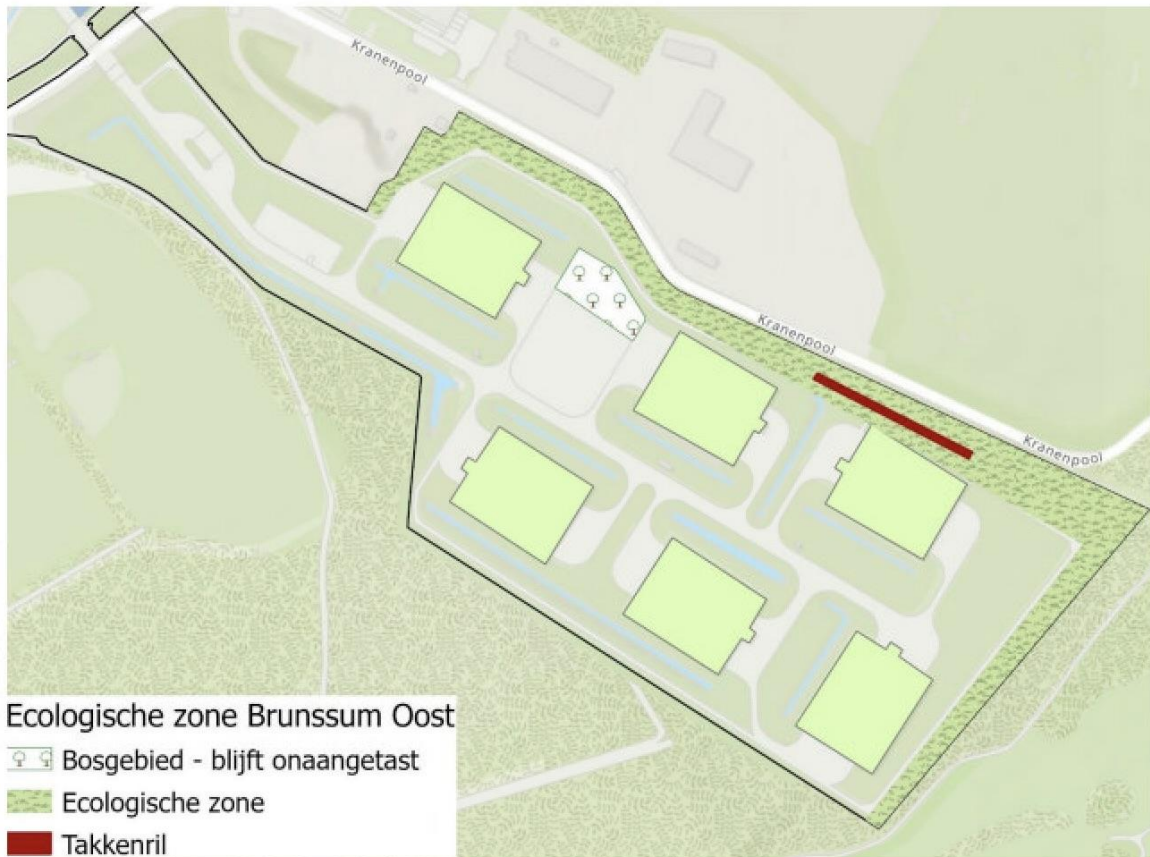 Kranenpool
Kranenpool
Kranenpool
Ecologische zone Brunssum Oost
Bosgebied - blijft onaangetast
Ecologische zone
Takkenril